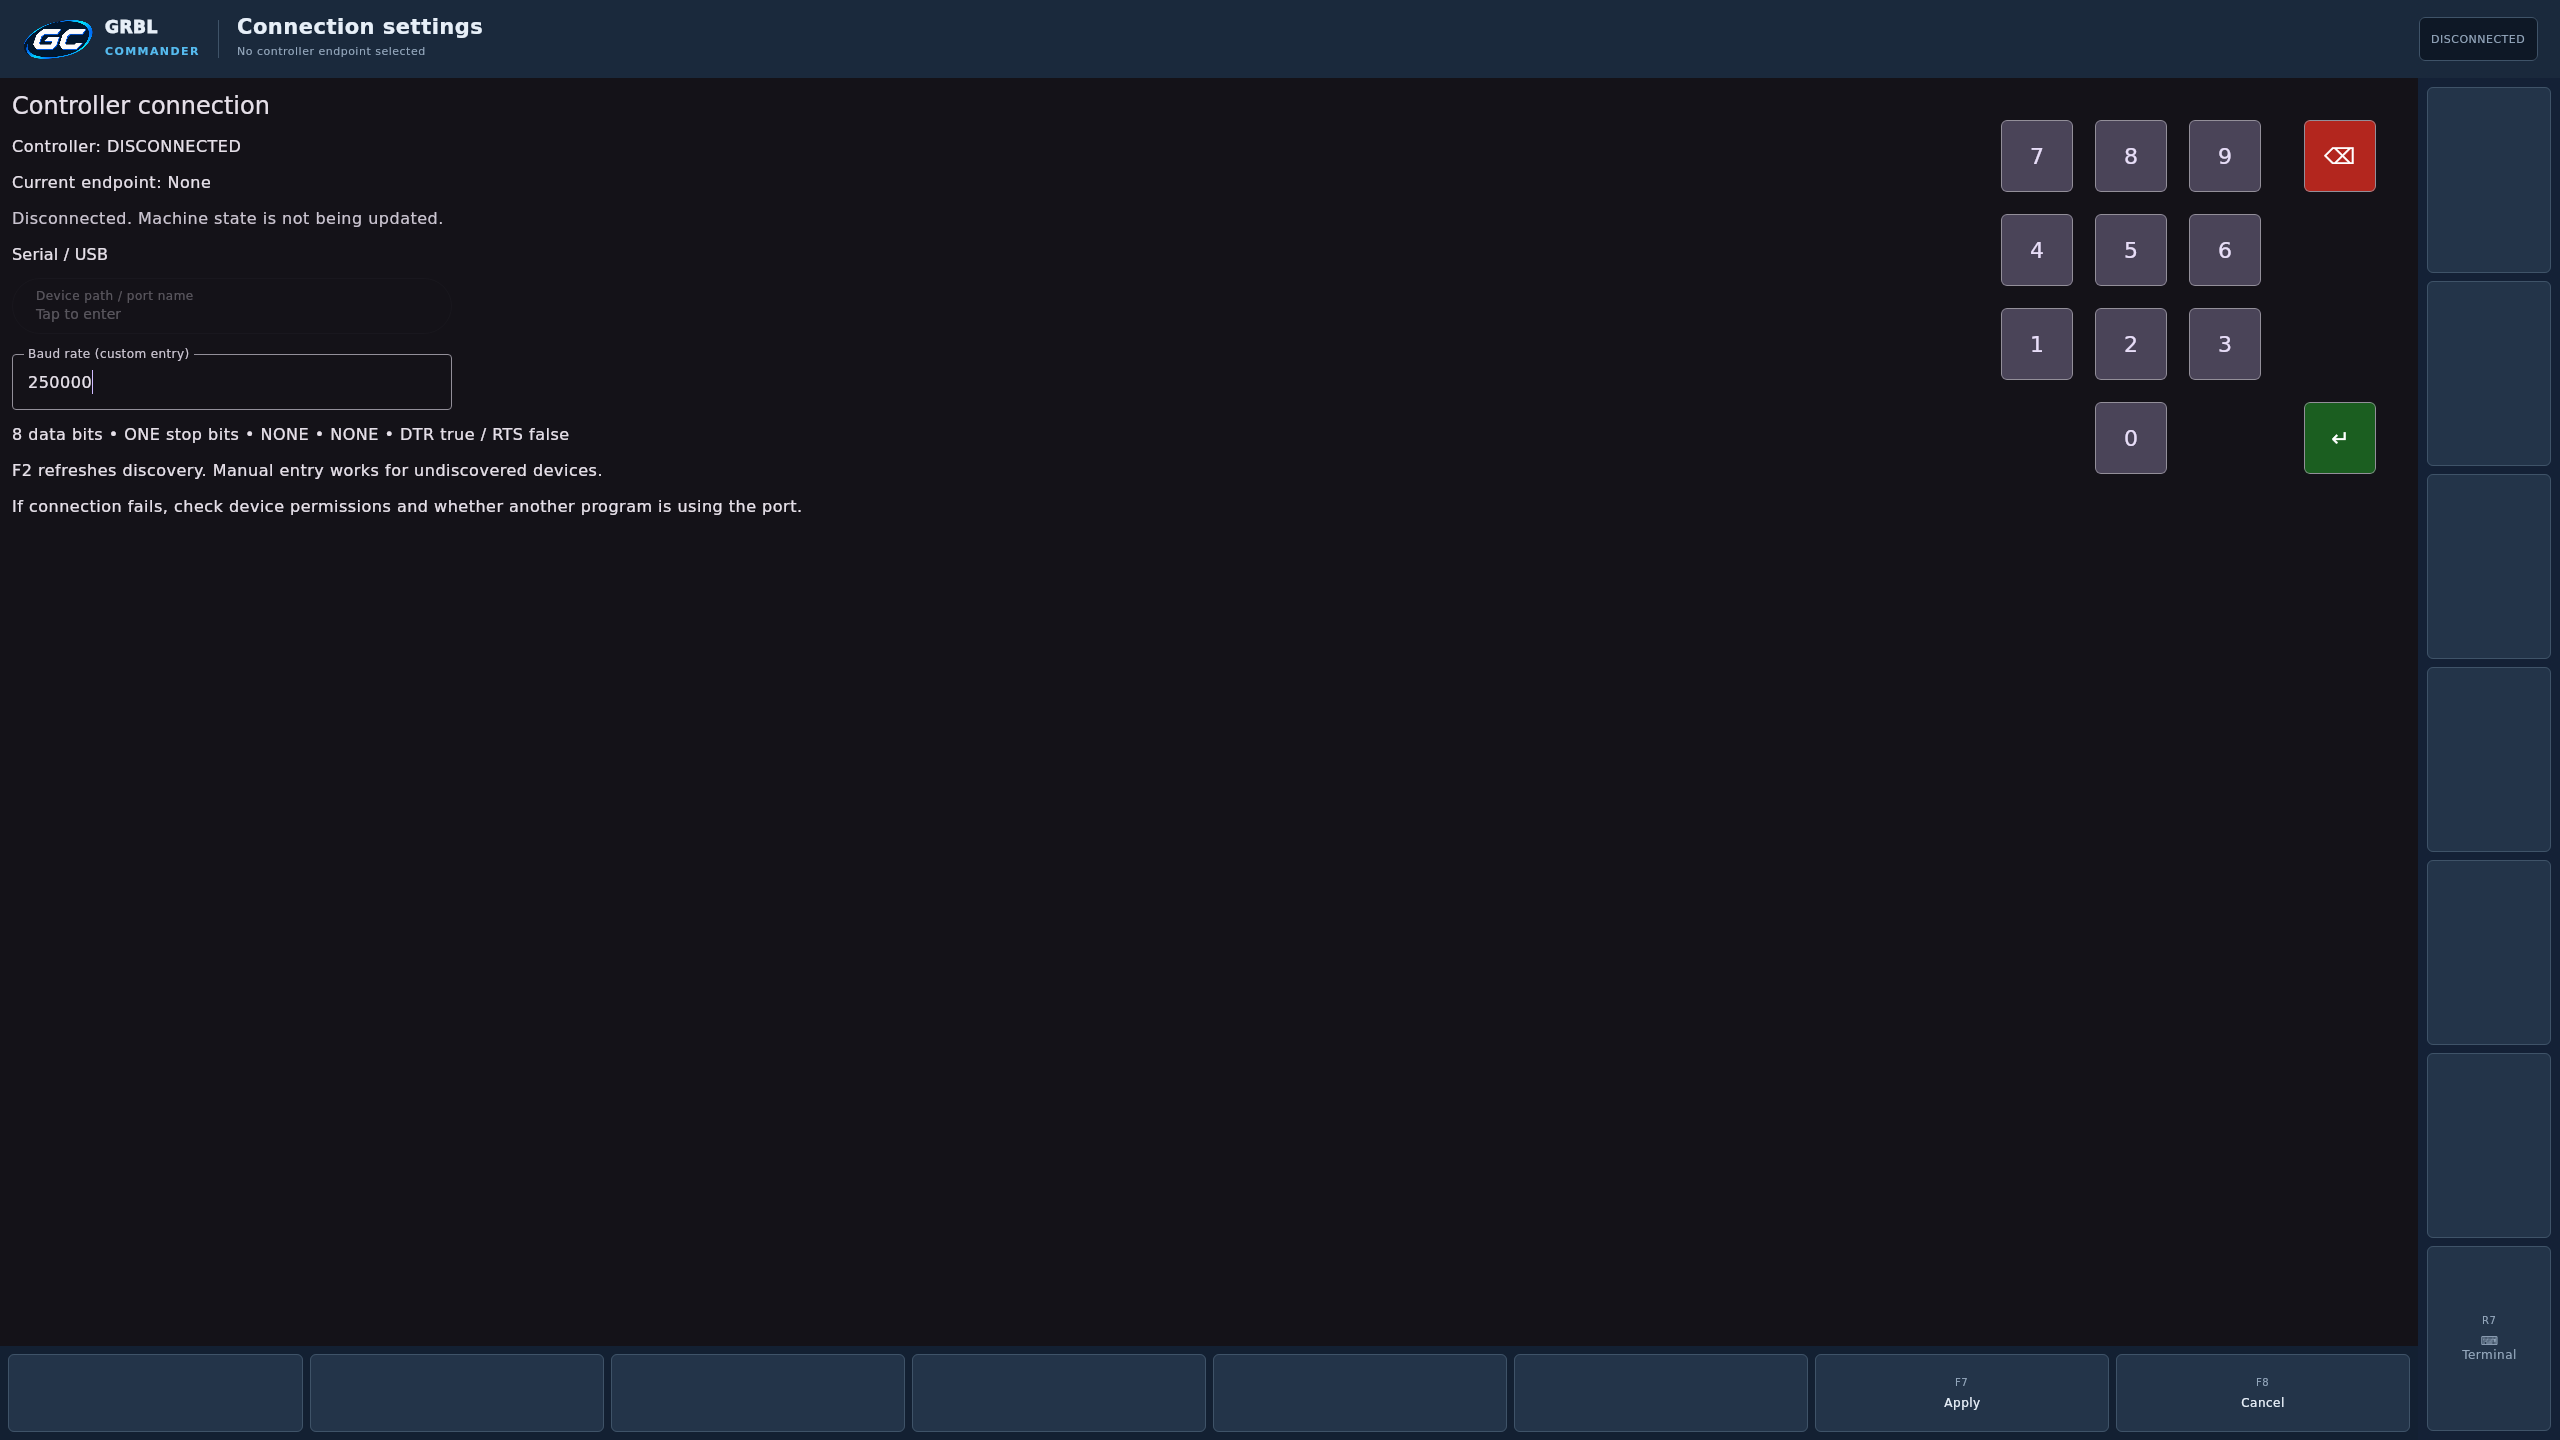 GC
GRBL
COMMANDER
Connection settings
No controller endpoint selected
DISCONNECTED
Controller connection
Controller: DISCONNECTED
Current endpoint: None
Disconnected. Machine state is not being updated.
Serial / USB
Device path / port name
Tap to enter
Baud rate (custom entry)
250000
8 data bits • ONE stop bits • NONE • NONE • DTR true / RTS false
F2 refreshes discovery. Manual entry works for undiscovered devices.
If connection fails, check device permissions and whether another program is using the port.
7 8 9 ⌫
4 5 6
1 2 3
0 ↵
R7
⌨
Terminal
F7
Apply
F8
Cancel